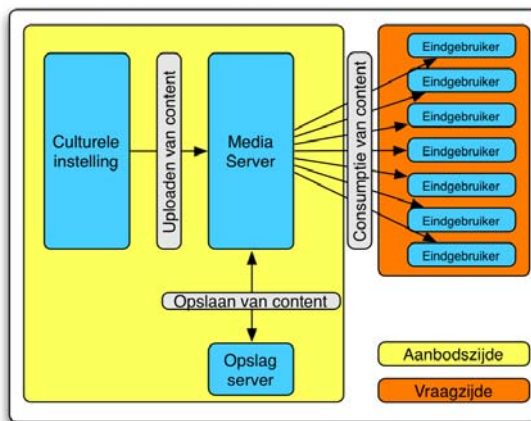 Culturele
instelling
Uploaden van content
Media
Server
Consumptie van content
Eindgebruiker
Eindgebruiker
Eindgebruiker
Eindgebruiker
Eindgebruiker
Eindgebruiker
Eindgebruiker
Opslaan van content
Opslag
server
Aanbodszijde
Vraagzijde